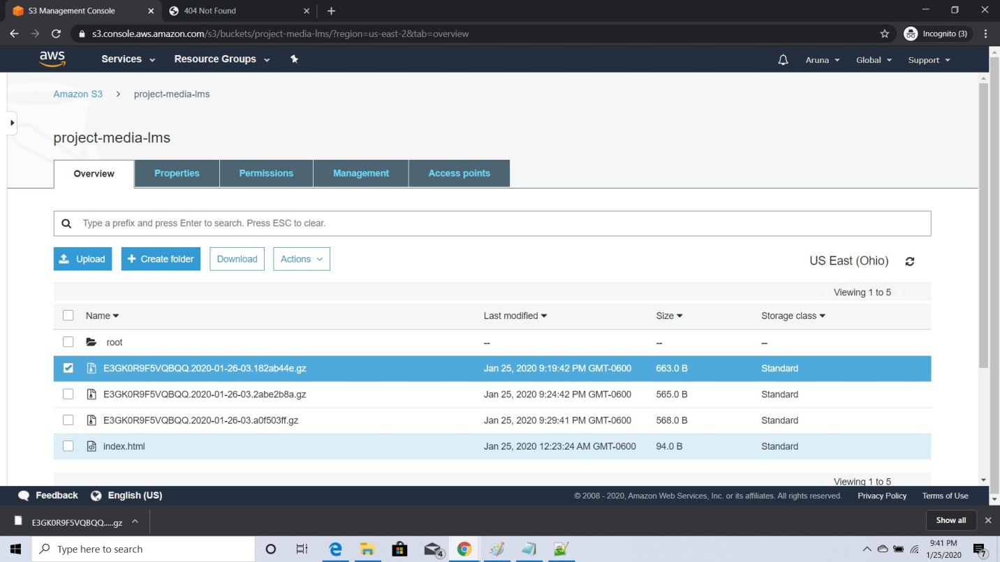 S3 Management Console
404 Not Found
s3.console.aws.amazon.com/s3/buckets/project-media-lms/?region=us-east-2&tab=overview
Incognito (3)
aws Services Resource Groups Aruna Global Support
Amazon S3 > project-media-lms
project-media-lms
Overview Properties Permissions Management Access points
Type a prefix and press Enter to search. Press ESC to clear.
Upload + Create folder Download Actions US East (Ohio)
Viewing 1 to 5
Name Last modified Size Storage class
root -- -- --
E3GK0R9F5VQBQQ.2020-01-26-03.182ab44e.gz Jan 25, 2020 9:19:42 PM GMT-0600 663.0 B Standard
E3GK0R9F5VQBQQ.2020-01-26-03.2abe2b8a.gz Jan 25, 2020 9:24:42 PM GMT-0600 565.0 B Standard
E3GK0R9F5VQBQQ.2020-01-26-03.a0f503ff.gz Jan 25, 2020 9:29:41 PM GMT-0600 568.0 B Standard
index.html Jan 25, 2020 12:23:24 AM GMT-0600 94.0 B Standard
Viewing 1 to 5
Feedback English (US) © 2008 - 2020, Amazon Web Services, Inc. or its affiliates. All rights reserved. Privacy Policy Terms of Use
E3GK0R9F5VQBQQ.....gz Show all
Type here to search 4 9:41 PM
1/25/2020 7